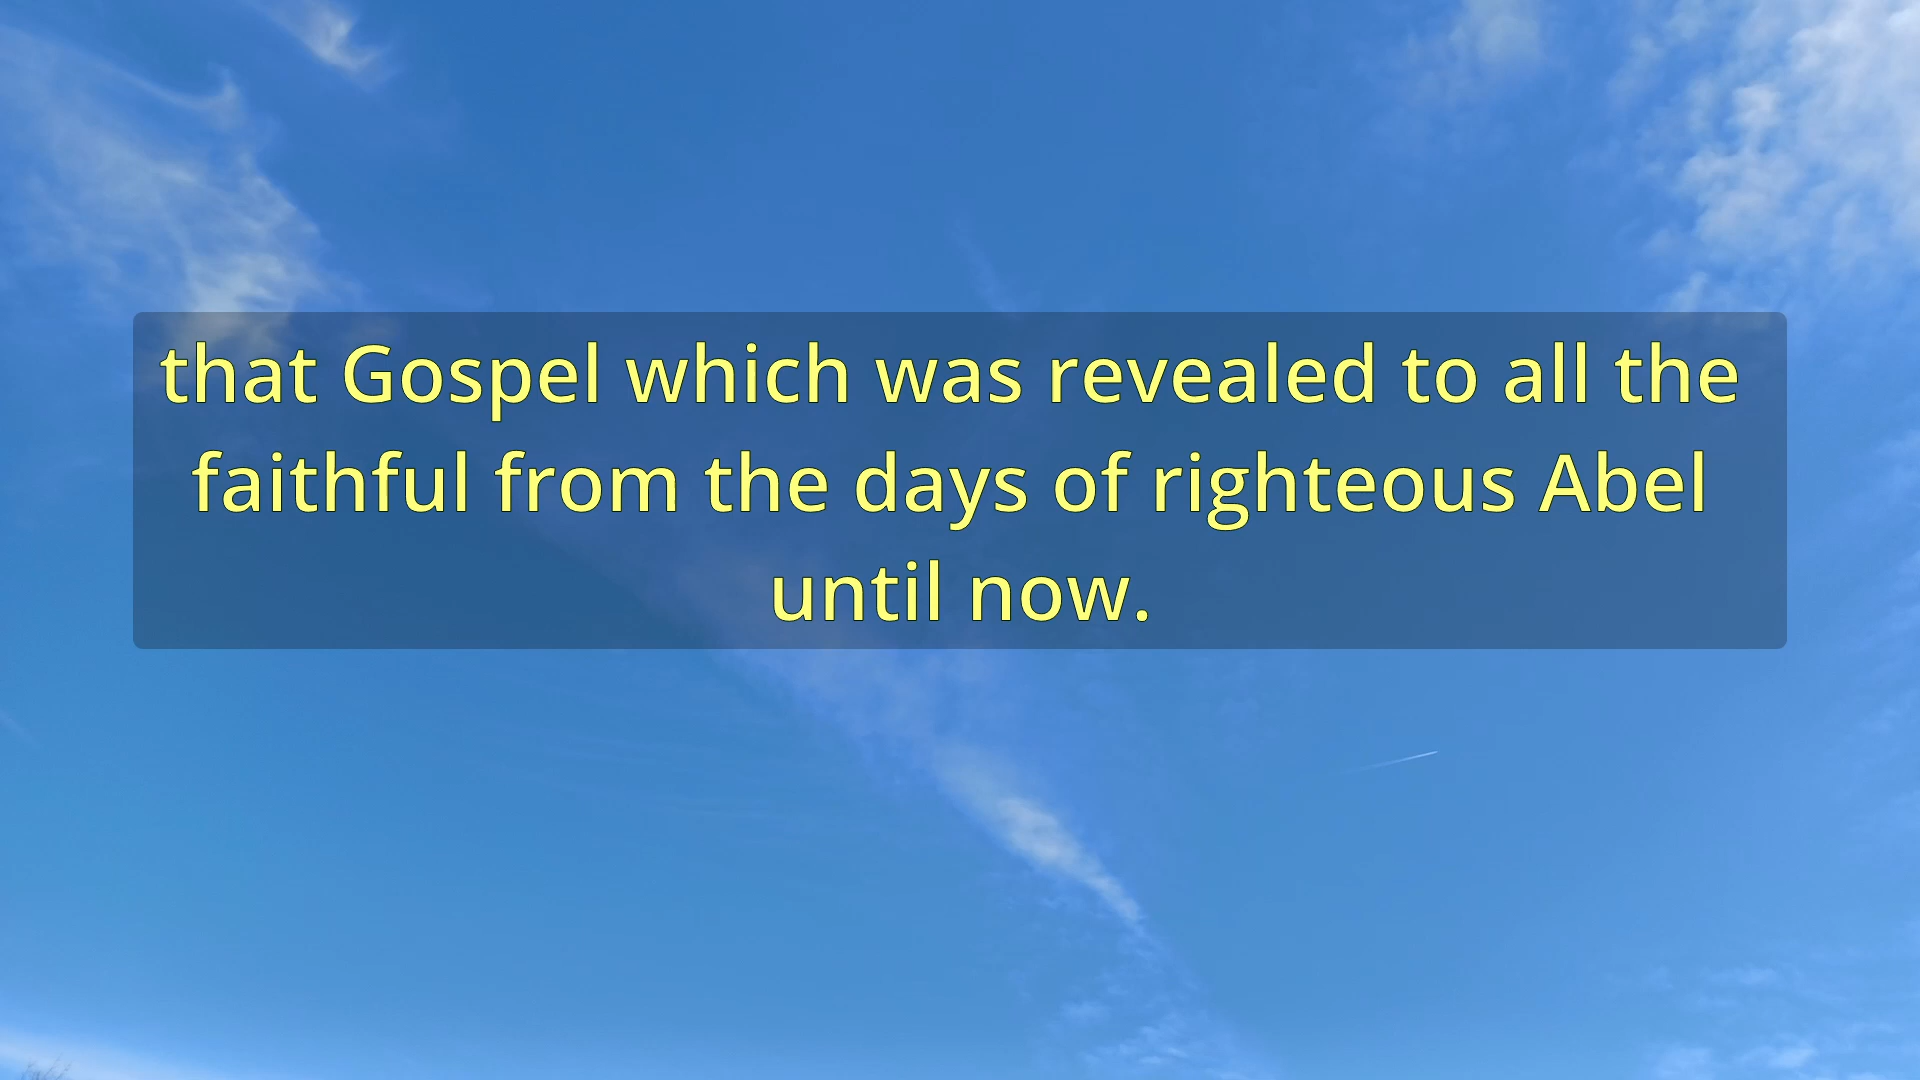 that Gospel which was revealed to all the
faithful from the days of righteous Abel
until now.